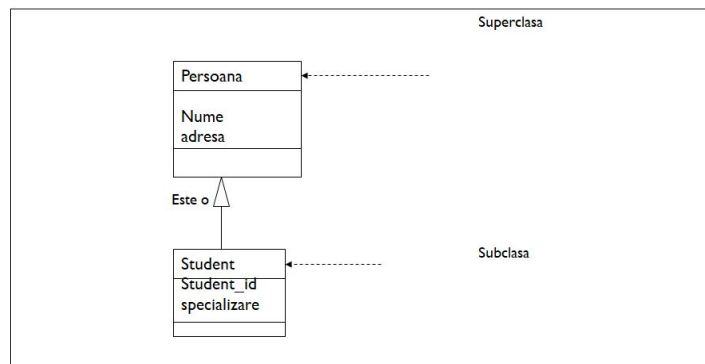 Superclasa
Persoana
Nume
adresa
Este o
Student
Subclasa
Student_id
specializare